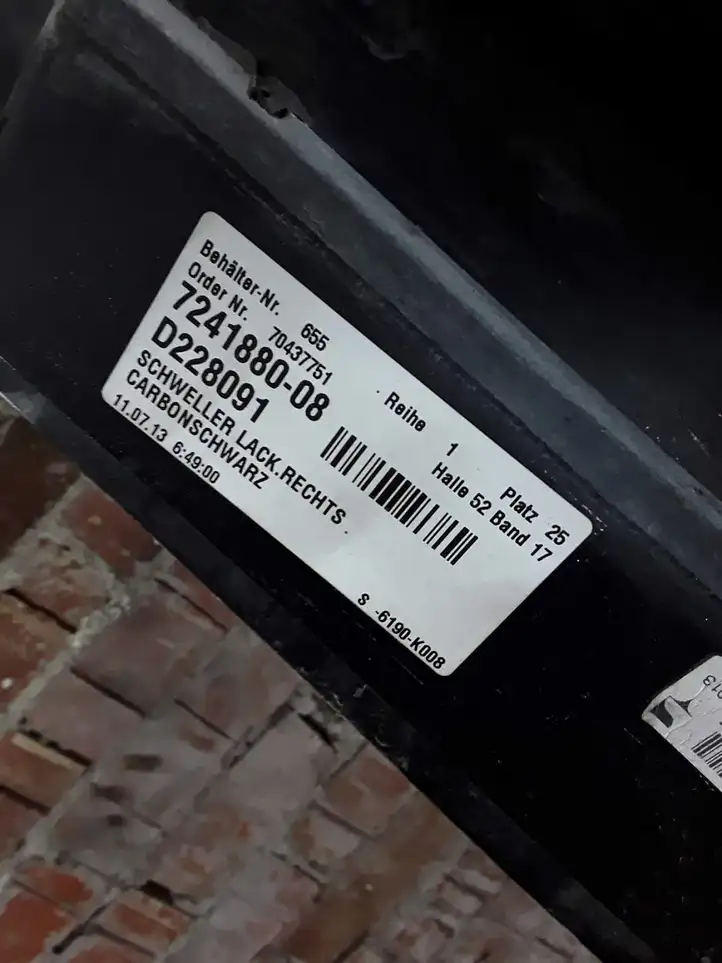 Behälter-Nr. 655
Order Nr. 70437751
7241880-08
D228091
SCHWELLER LACK.RECHTS
CARBONSCHWARZ
11.07.13 6:49:00
Reihe 1 Platz 25
Halle 52 Band 17
S -6190-K008